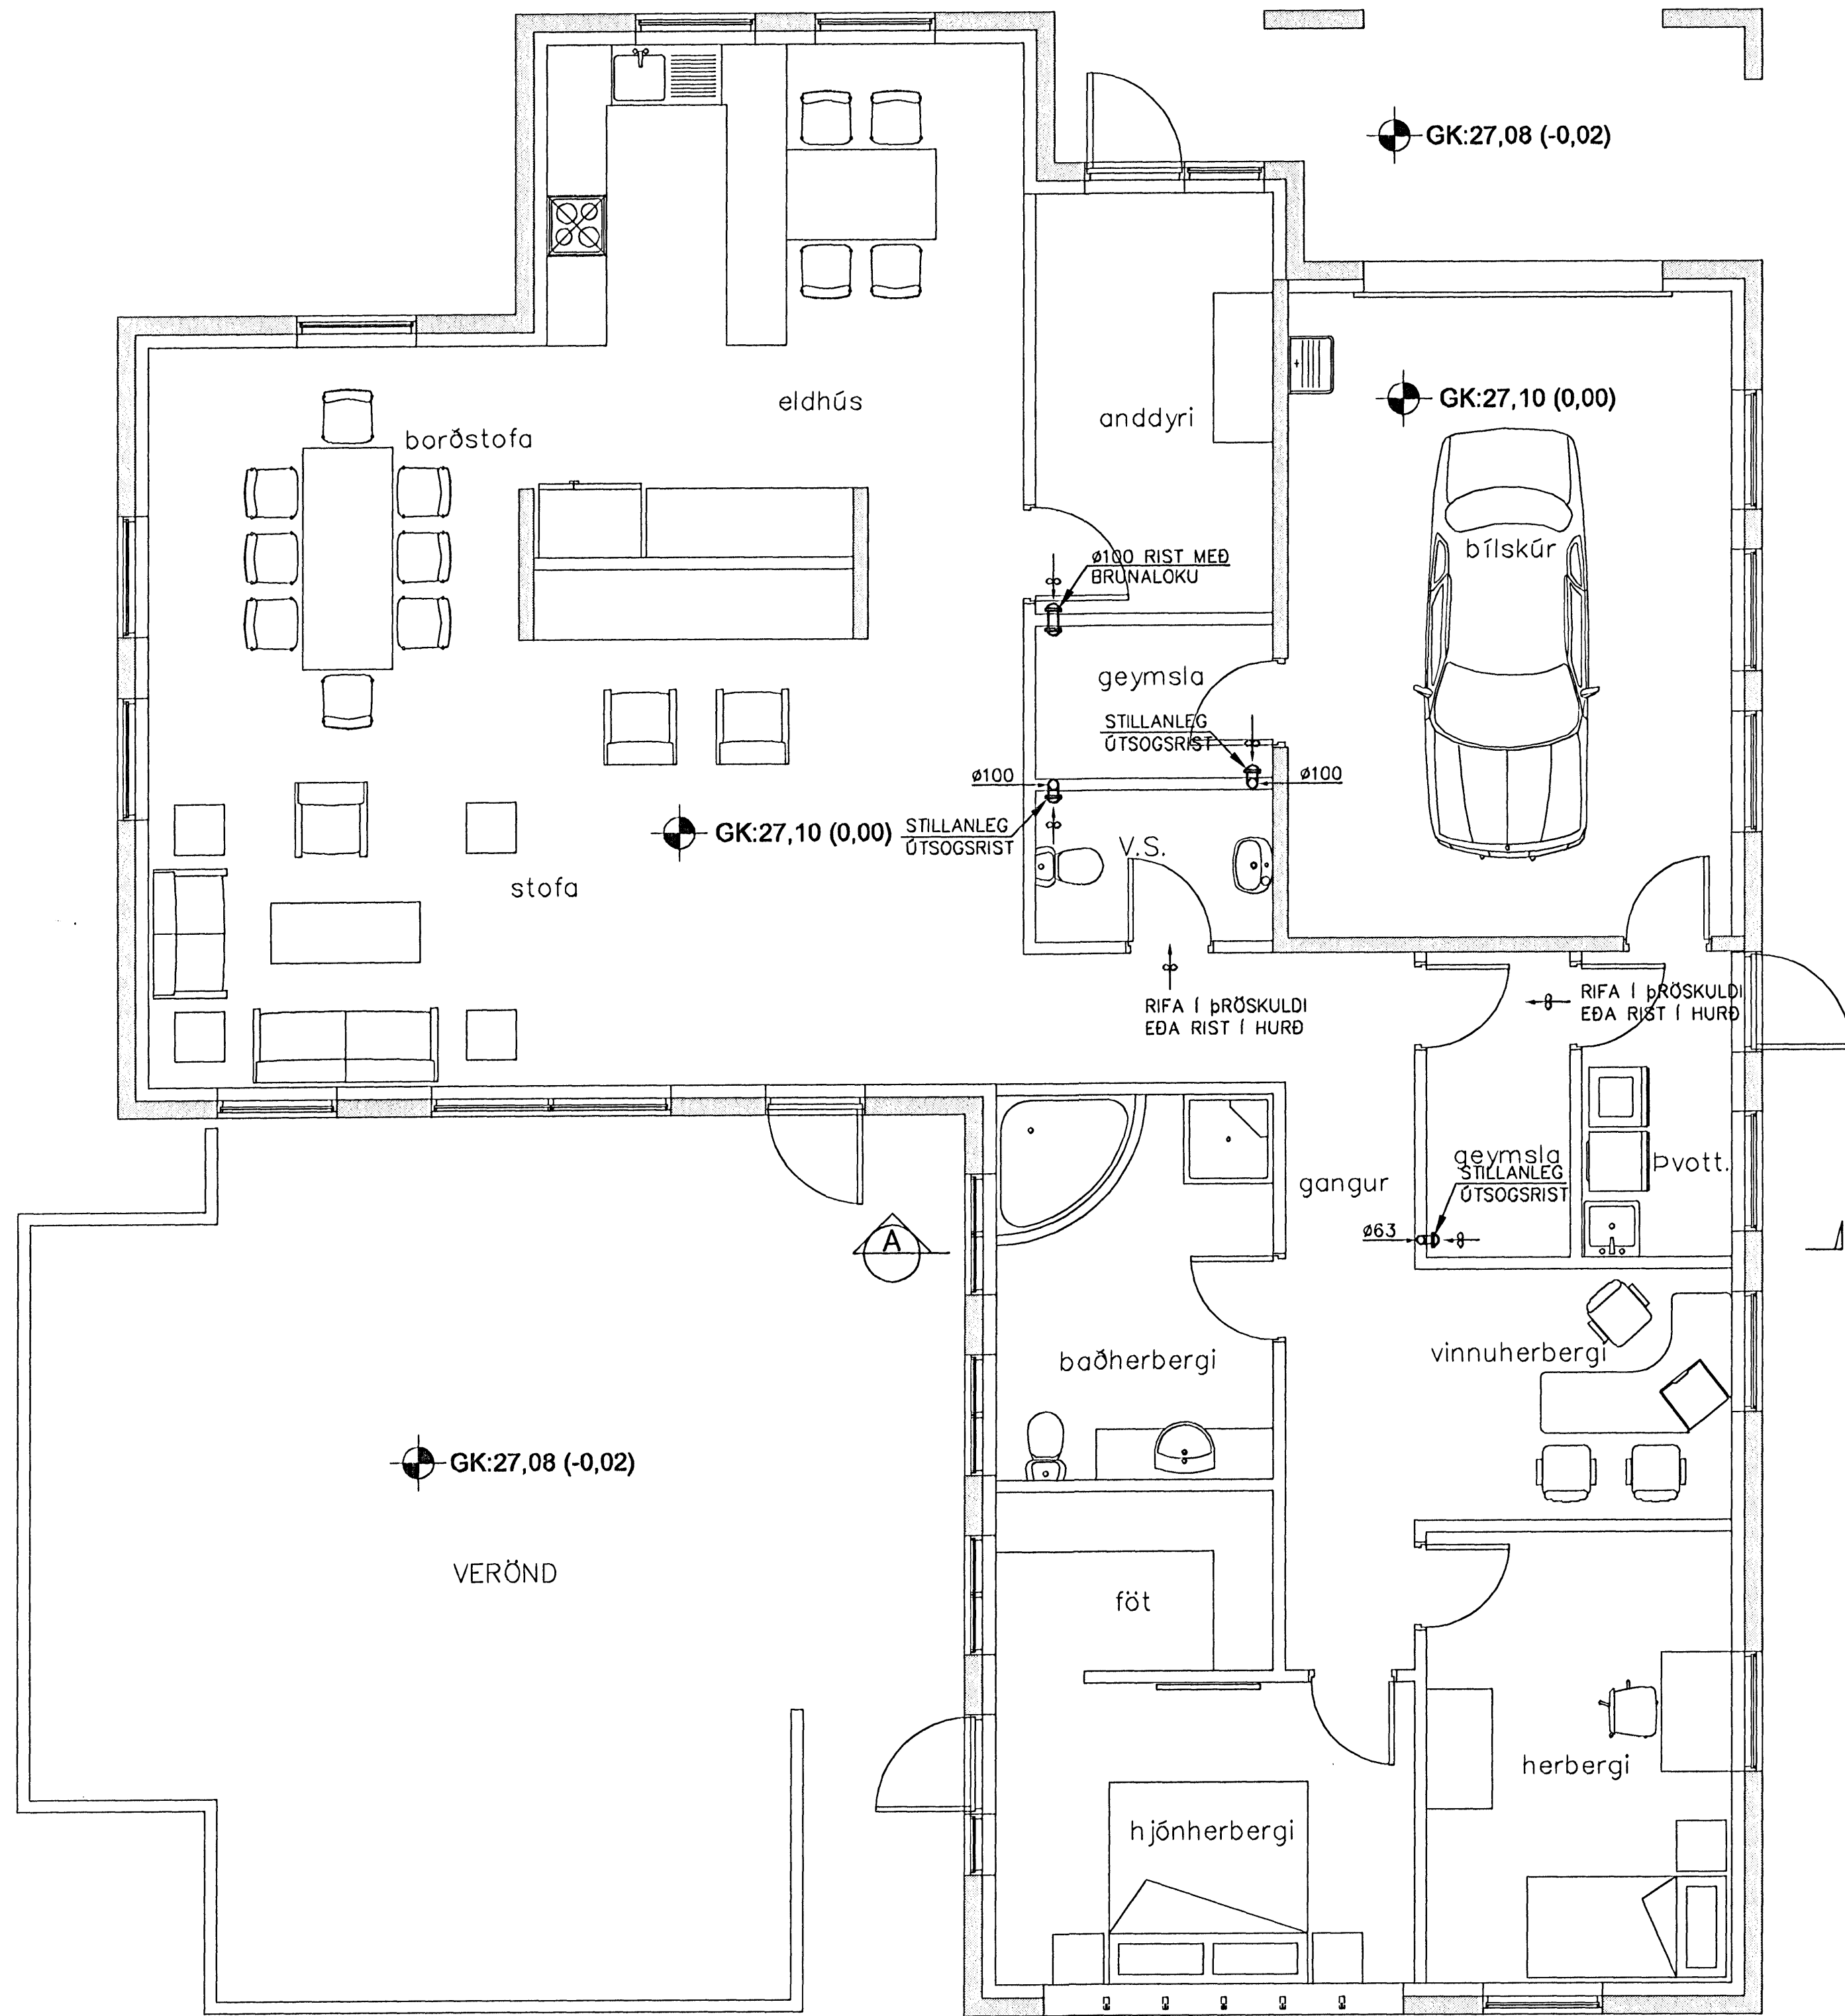 GK:27,08 (-0,02)
eldhús
anddyri
GK:27,10 (0,00)
borðstofa
bílskúr
Ø100 RIST MEÐ
BRUNALOKU
geymsla
STILLANLEG
ÚTSOGSRIST
Ø100
Ø100
GK:27,10 (0,00)
STILLANLEG
ÚTSOGSRIST
V.S.
stofa
RIFA Í ÞRÖSKULDI
EÐA RIST Í HURÐ
RIFA Í ÞRÖSKULDI
EÐA RIST Í HURÐ
geymsla
STILLANLEG
ÚTSOGSRIST
Þvott.
gangur
Ø63
A
baðherbergi
vinnuherbergi
GK:27,08 (-0,02)
VERÖND
föt
herbergi
hjónherbergi